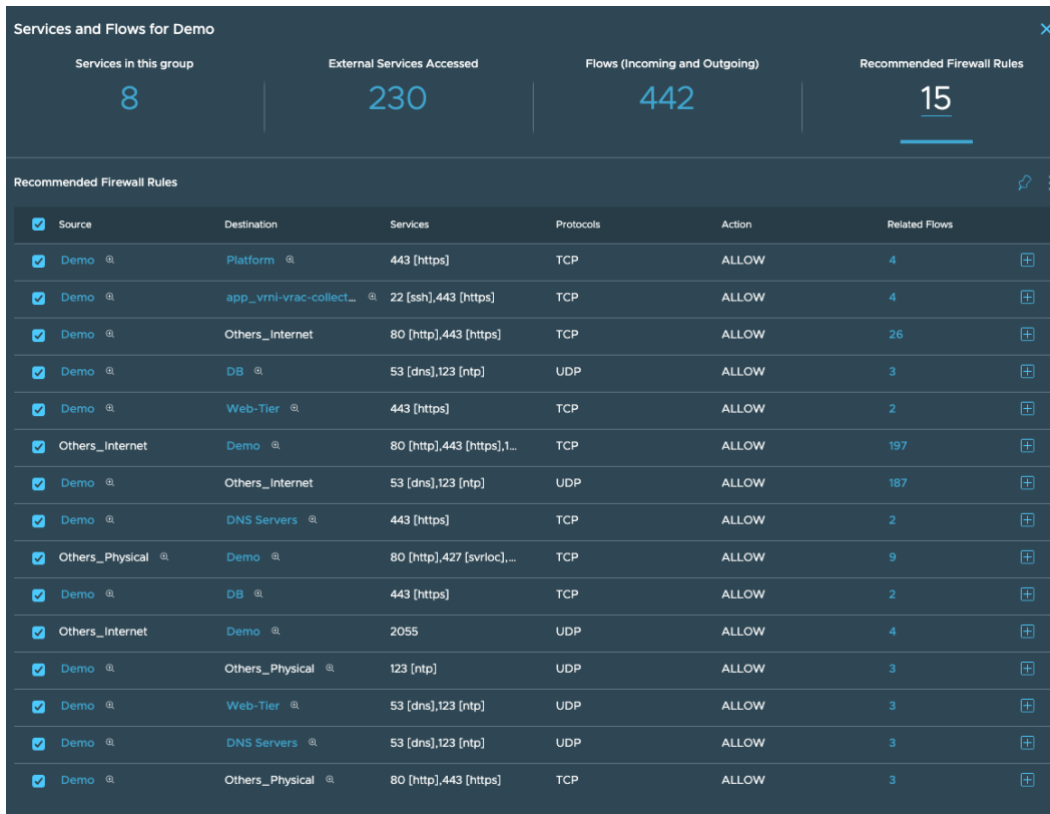 Services and Flows for Demo
Services in this group External Services Accessed Flows (Incoming and Outgoing) Recommended Firewall Rules
8 230 442 15
Recommended Firewall Rules
Source Destination Services Protocols Action Related Flows
Demo Platform 443 [https] TCP ALLOW 4
Demo app_vrni-vrac-collect... 22 [ssh],443 [https] TCP ALLOW 4
Demo Others_Internet 80 [http],443 [https] TCP ALLOW 26
Demo DB 53 [dns],123 [ntp] UDP ALLOW 3
Demo Web-Tier 443 [https] TCP ALLOW 2
Others_Internet Demo 80 [http],443 [https],1... TCP ALLOW 197
Demo Others_Internet 53 [dns],123 [ntp] UDP ALLOW 187
Demo DNS Servers 443 [https] TCP ALLOW 2
Others_Physical Demo 80 [http],427 [svrloc],... TCP ALLOW 9
Demo DB 443 [https] TCP ALLOW 2
Others_Internet Demo 2055 UDP ALLOW 4
Demo Others_Physical 123 [ntp] UDP ALLOW 3
Demo Web-Tier 53 [dns],123 [ntp] UDP ALLOW 3
Demo DNS Servers 53 [dns],123 [ntp] UDP ALLOW 3
Demo Others_Physical 80 [http],443 [https] TCP ALLOW 3